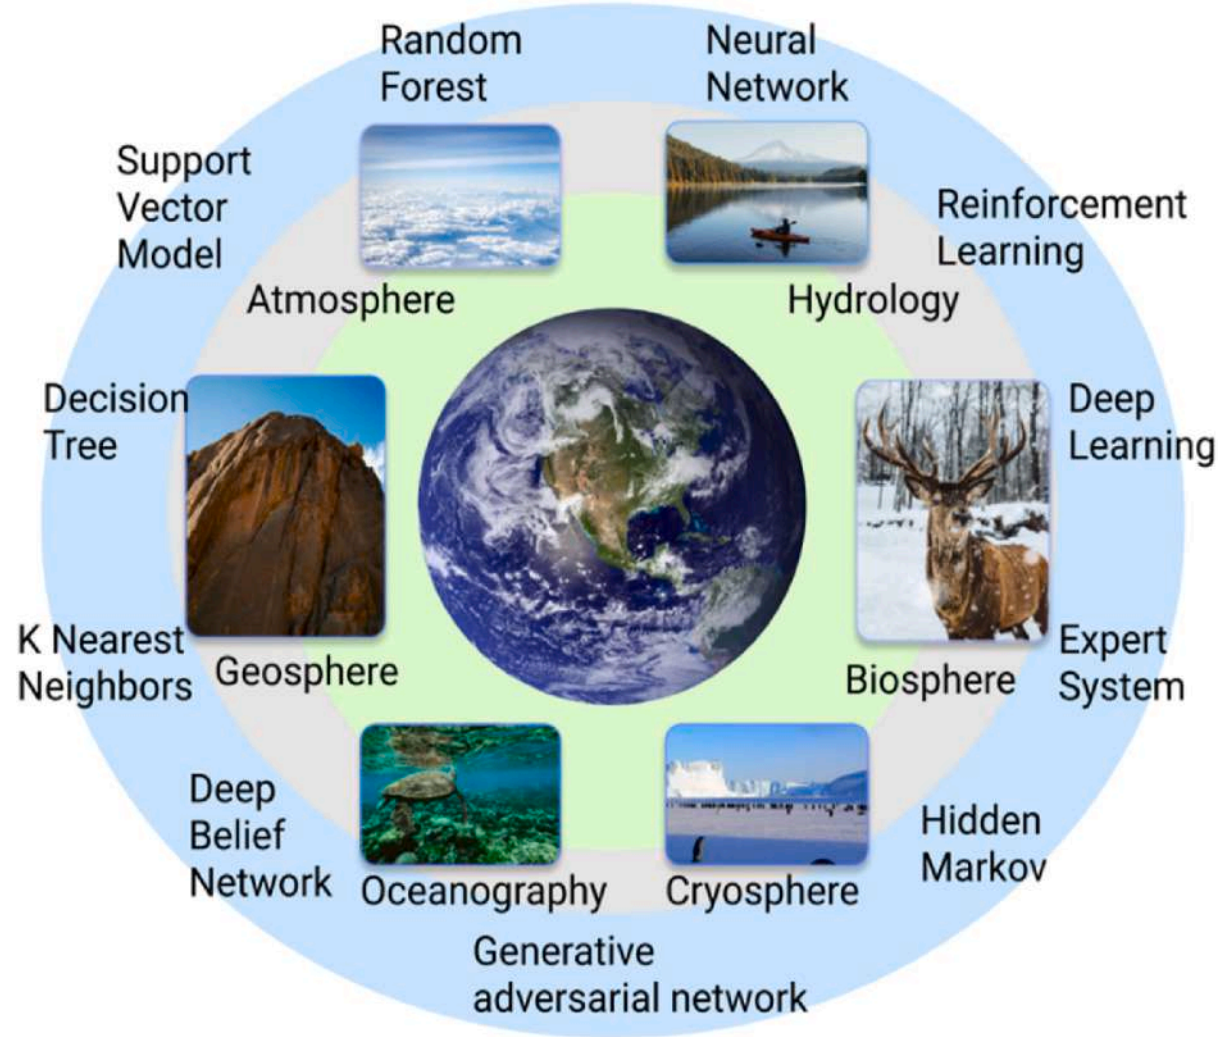 Random
Forest
Neural
Network
Support
Vector
Model
Reinforcement
Learning
Atmosphere
Hydrology
Decision
Tree
Deep
Learning
K Nearest
Neighbors
Geosphere
Biosphere
Expert
System
Deep
Belief
Network
Hidden
Markov
Oceanography
Cryosphere
Generative
adversarial network